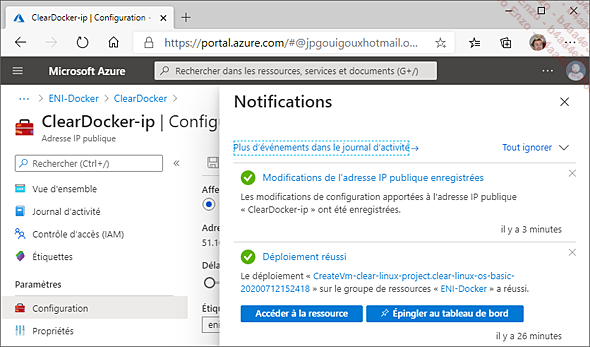 ClearDocker-ip | Configuration -
https://portal.azure.com/#@jpgouigouxhotmail.o...
Microsoft Azure
Rechercher dans les ressources, services et documents (G+/)
ENI-Docker > ClearDocker >
ClearDocker-ip | Configu
Adresse IP publique
Rechercher (Ctrl+/)
Vue d'ensemble
Journal d'activité
Contrôle d'accès (IAM)
Étiquettes
Paramètres
Configuration
Propriétés
Affe
Adre
51.1
Déla
Étiq
eni
Notifications
Plus d'événements dans le journal d'activité →
Tout ignorer
Modifications de l'adresse IP publique enregistrées
Les modifications de configuration apportées à l'adresse IP publique
« ClearDocker-ip » ont été enregistrées.
il y a 3 minutes
Déploiement réussi
Le déploiement « CreateVm-clear-linux-project.clear-linux-os-basic-
20200712152418 » sur le groupe de ressources « ENI-Docker » a réussi.
Accéder à la ressource
Épingler au tableau de bord
il y a 26 minutes